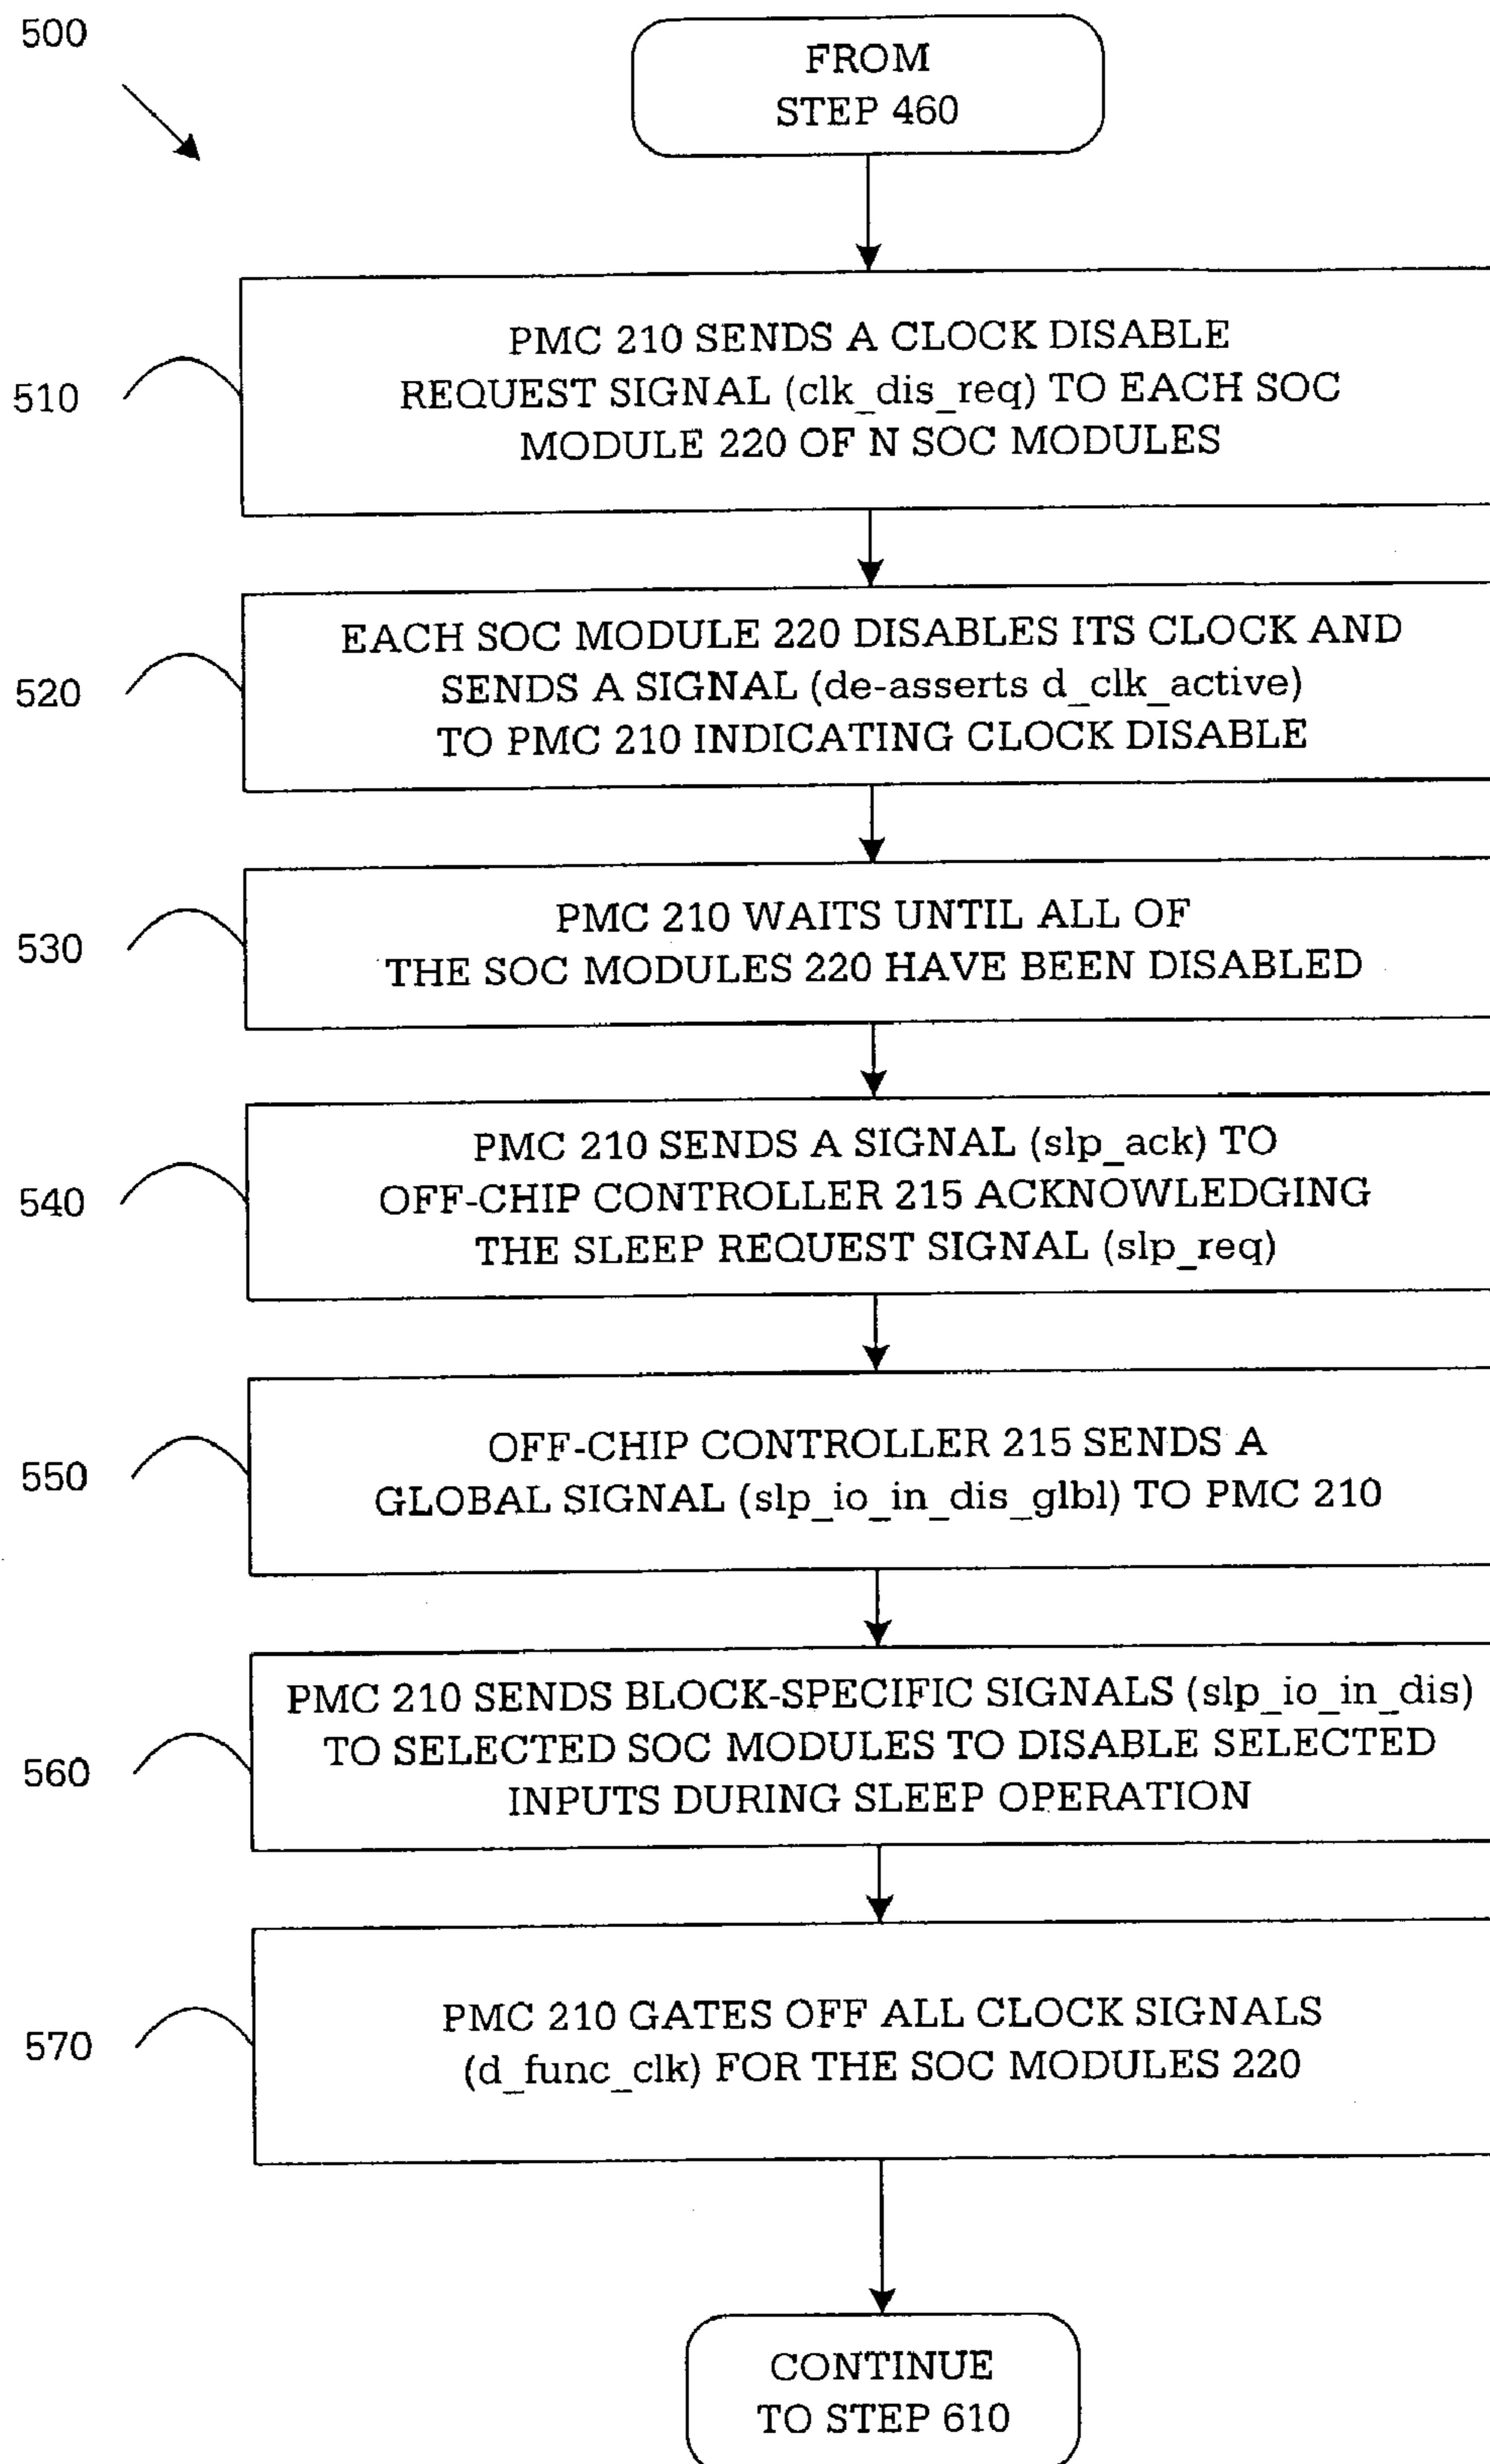 500
FROM
STEP 460
510
PMC 210 SENDS A CLOCK DISABLE
REQUEST SIGNAL (clk_dis_req) TO EACH SOC
MODULE 220 OF N SOC MODULES
520
EACH SOC MODULE 220 DISABLES ITS CLOCK AND
SENDS A SIGNAL (de-asserts d_clk_active)
TO PMC 210 INDICATING CLOCK DISABLE
530
PMC 210 WAITS UNTIL ALL OF
THE SOC MODULES 220 HAVE BEEN DISABLED
540
PMC 210 SENDS A SIGNAL (slp_ack) TO
OFF-CHIP CONTROLLER 215 ACKNOWLEDGING
THE SLEEP REQUEST SIGNAL (slp_req)
550
OFF-CHIP CONTROLLER 215 SENDS A
GLOBAL SIGNAL (slp_io_in_dis_glbl) TO PMC 210
560
PMC 210 SENDS BLOCK-SPECIFIC SIGNALS (slp_io_in_dis)
TO SELECTED SOC MODULES TO DISABLE SELECTED
INPUTS DURING SLEEP OPERATION
570
PMC 210 GATES OFF ALL CLOCK SIGNALS
(d_func_clk) FOR THE SOC MODULES 220
CONTINUE
TO STEP 610